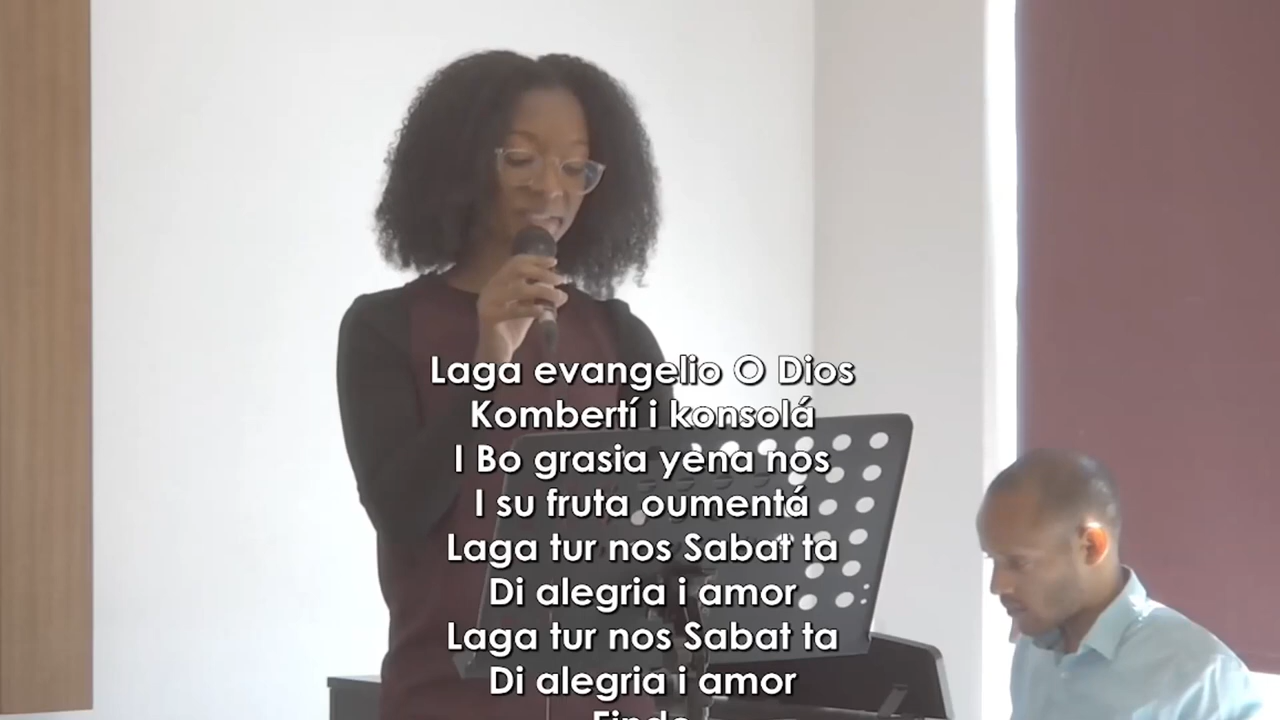 Laga evangelio O Dios
Kombertí i konsolá
I Bo grasia yena nos
I su fruta oumentá
Laga tur nos Sabat ta
Di alegria i amor
Laga tur nos Sabat ta
Di alegria i amor